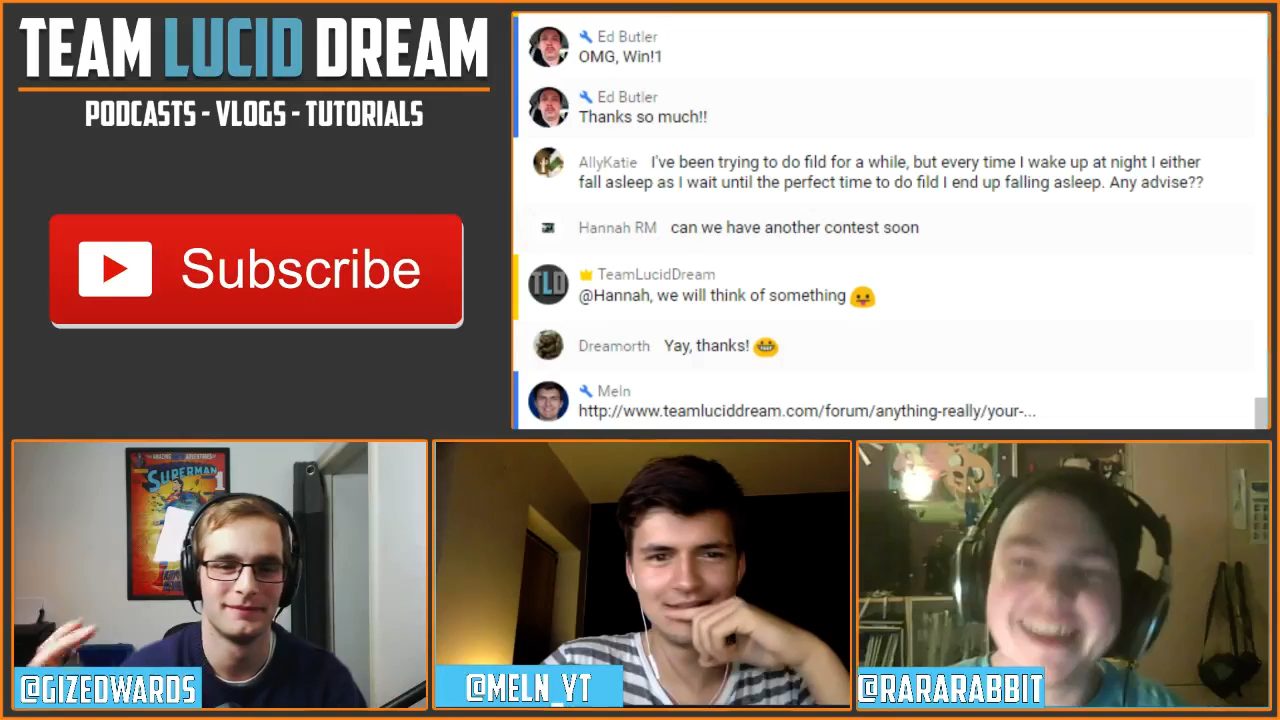 TEAM LUCID DREAM
PODCASTS - VLOGS - TUTORIALS
Subscribe
Ed Butler
OMG, Win!1
Ed Butler
Thanks so much!!
AllyKatie I've been trying to do fild for a while, but every time I wake up at night I either
fall asleep as I wait until the perfect time to do fild I end up falling asleep. Any advise??
Hannah RM can we have another contest soon
TLD
TeamLucidDream
@Hannah, we will think of something
Dreamorth Yay, thanks!
Meln
http://www.teamluciddream.com/forum/anything-really/your-...
SUPERMAN
1
@GIZEDWARDS
@MELN_YT
@RARARABBIT